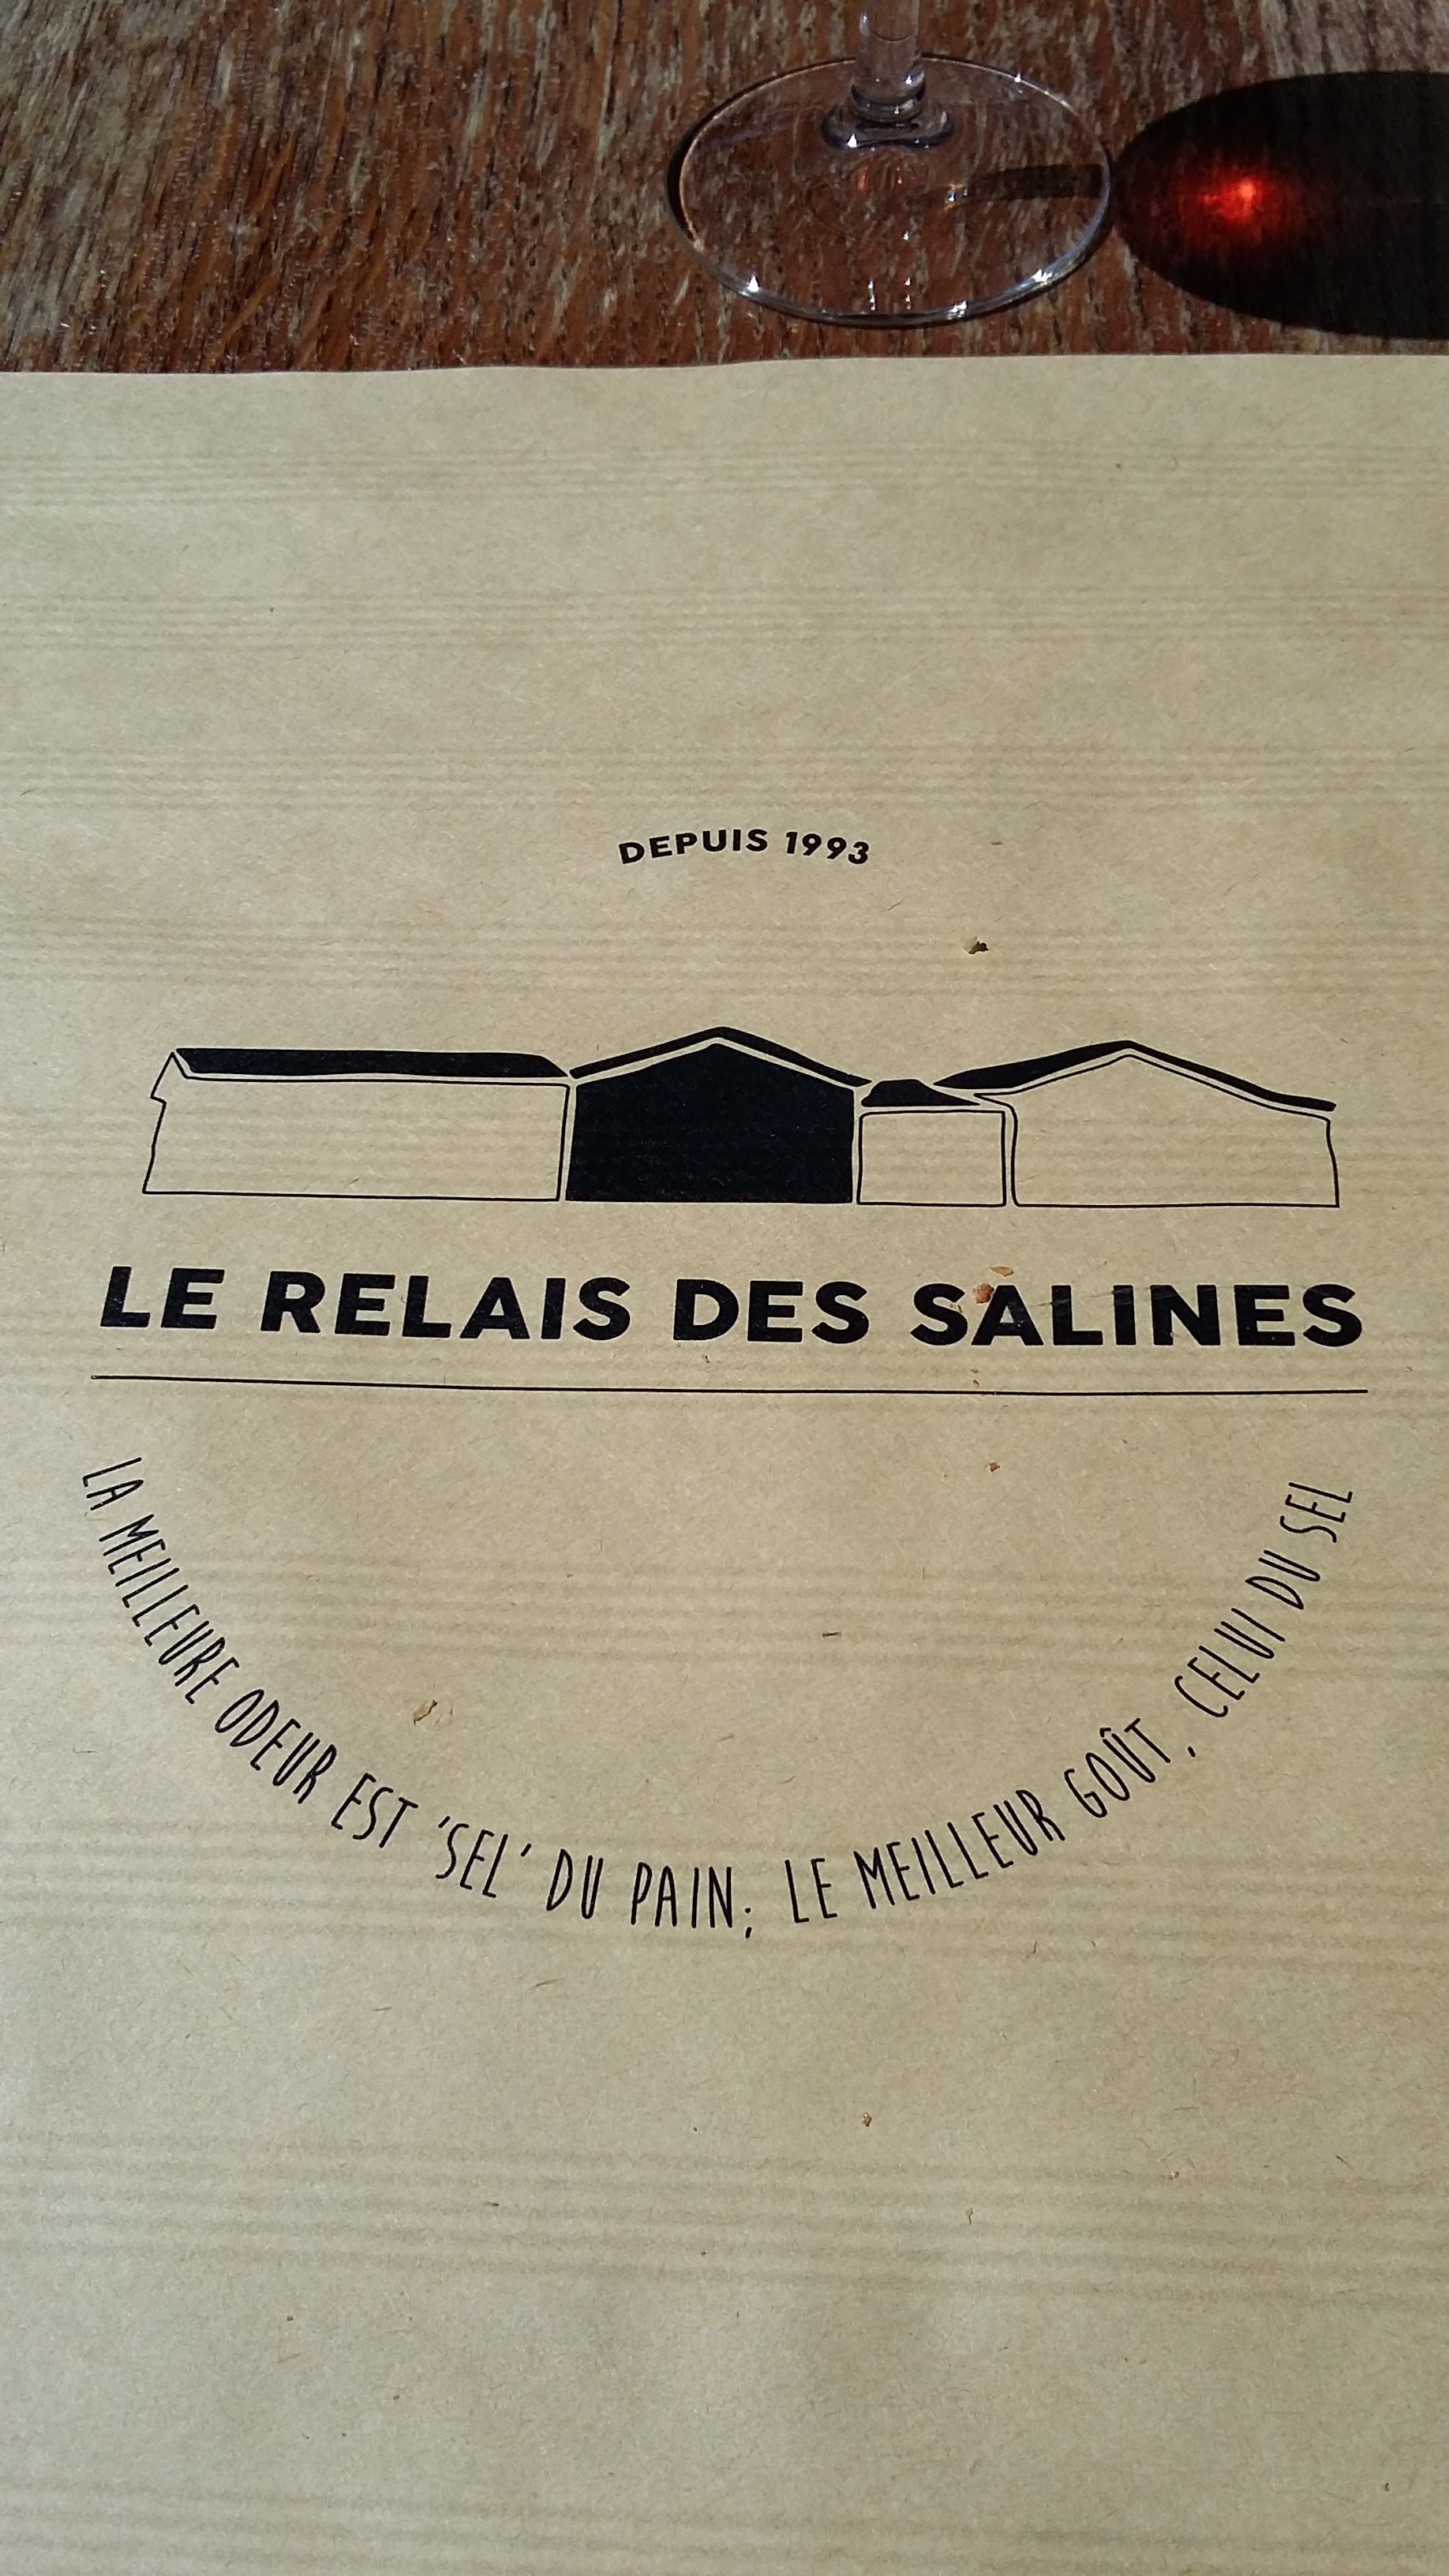 DEPUIS 1993
LE RELAIS DES SALINES
LA MEILLEURE ODEUR EST 'SEL' DU PAIN; LE MEILLEUR GOÛT, CELUI DU SEL